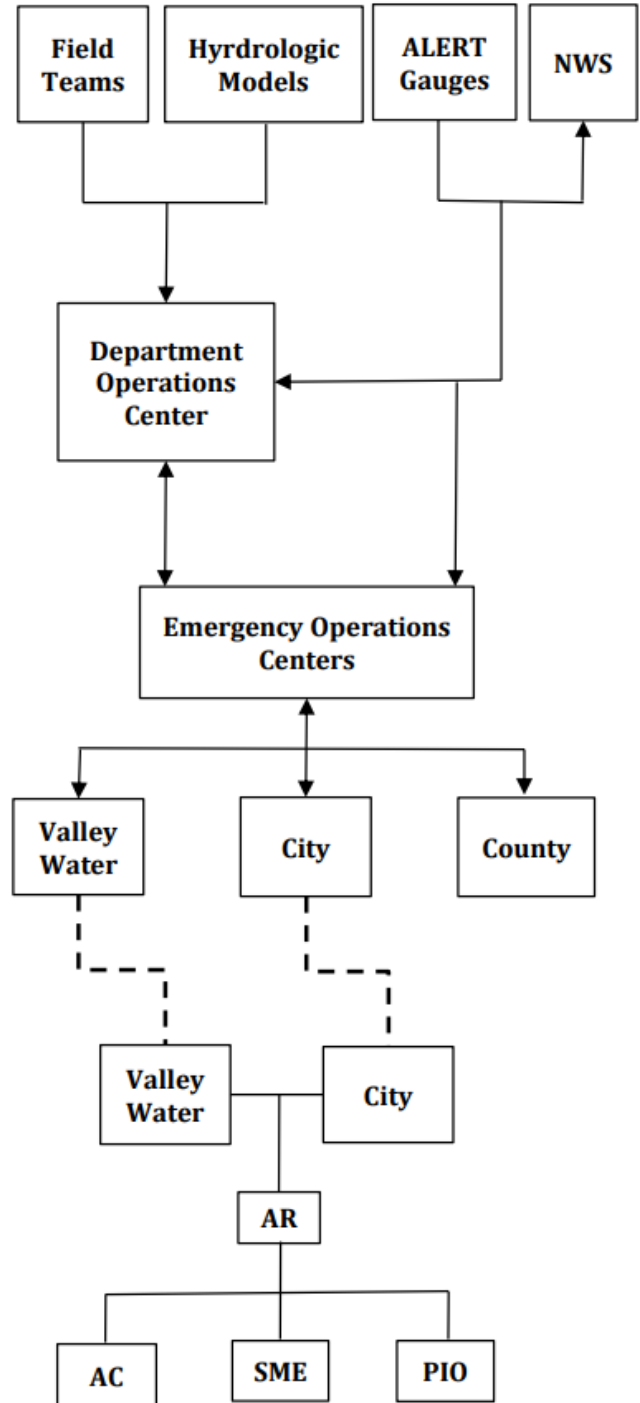 Field
Teams
Hyrdrologic
Models
ALERT
Gauges
NWS
Department
Operations
Center
Emergency Operations
Centers
Valley
Water
City
County
Valley
Water
City
AR
AC
SME
PIO